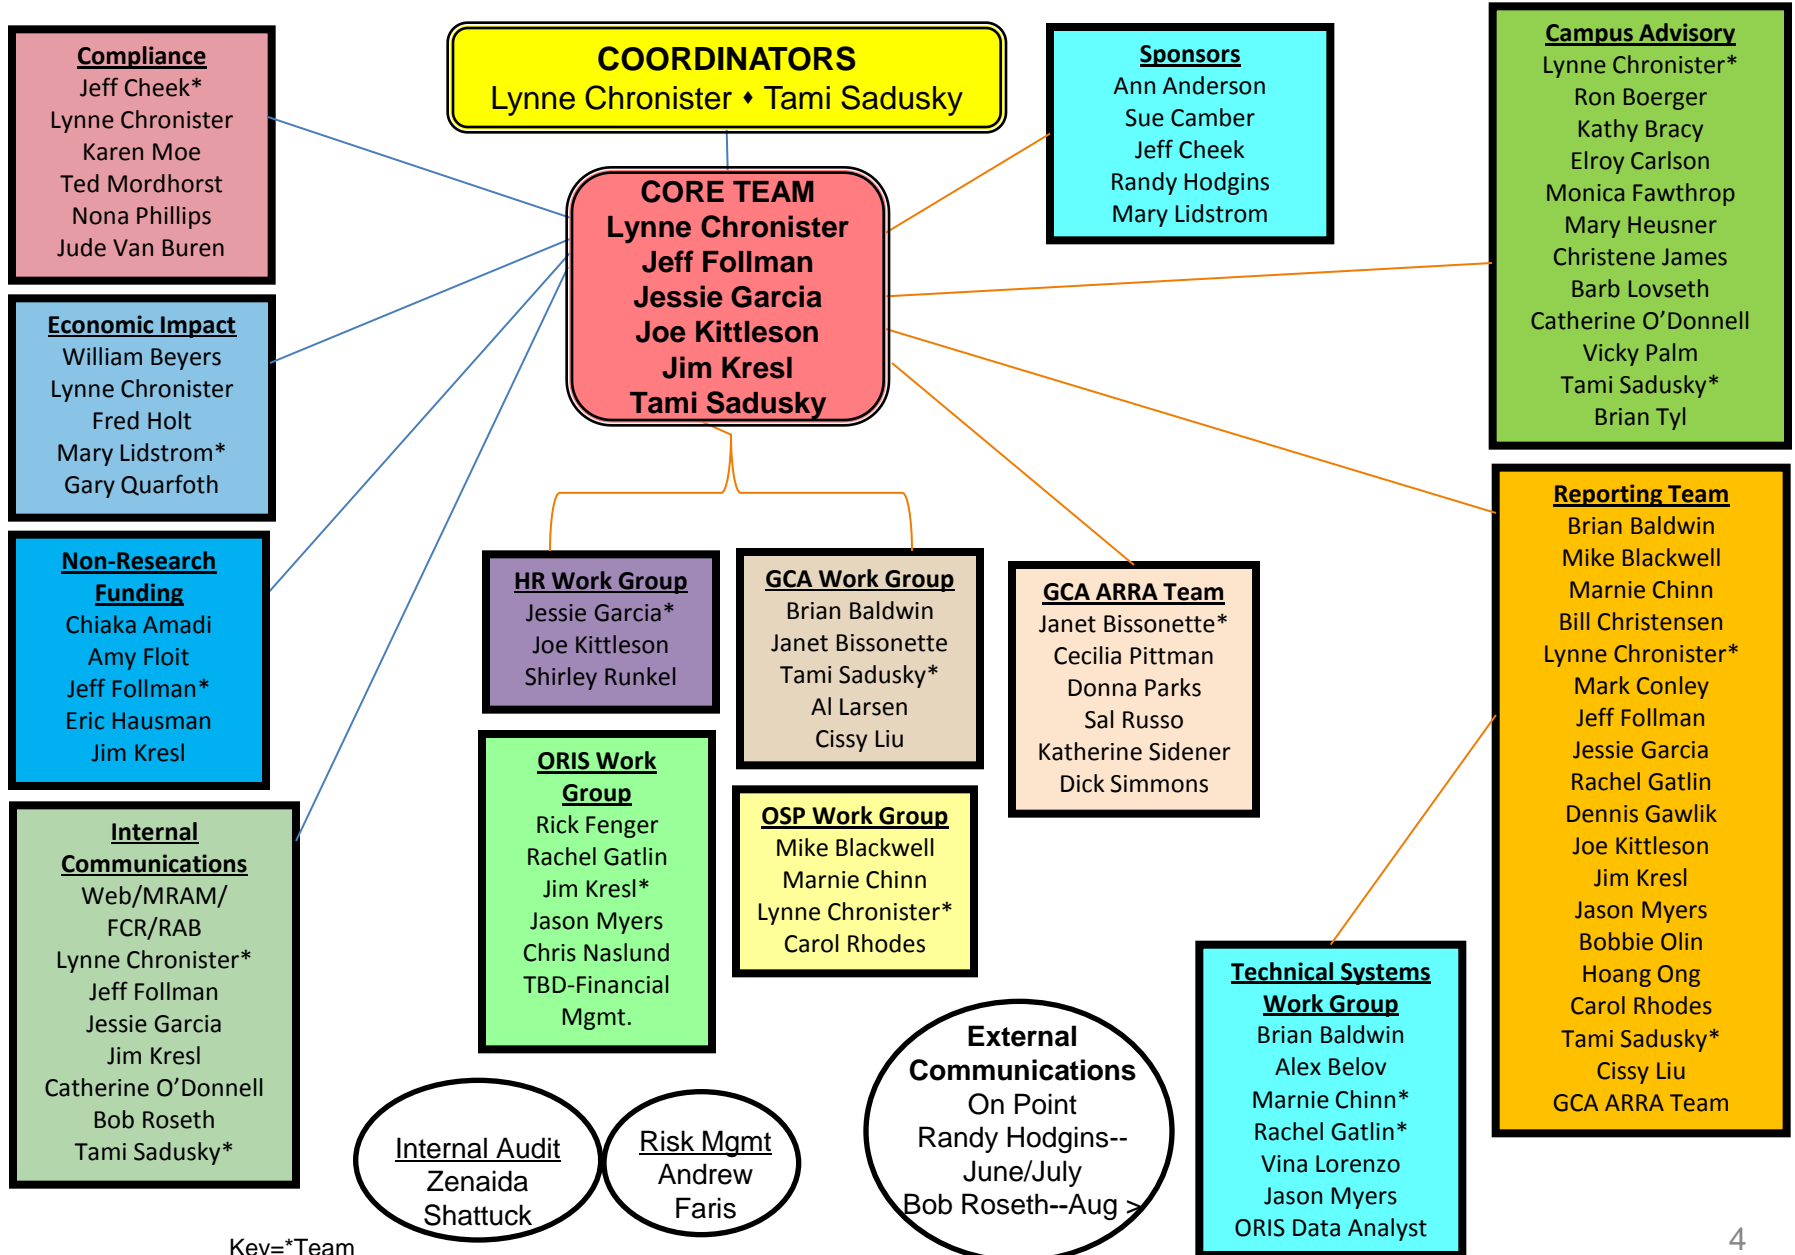 COORDINATORS
Lynne Chronister ♦ Tami Sadusky
CORE TEAM
Lynne Chronister
Jeff Follman
Jessie Garcia
Joe Kittleson
Jim Kresl
Tami Sadusky
Compliance
Jeff Cheek*
Lynne Chronister
Karen Moe
Ted Mordhorst
Nona Phillips
Jude Van Buren
Economic Impact
William Beyers
Lynne Chronister
Fred Holt
Mary Lidstrom*
Gary Quarfoth
Non-Research
Funding
Chiaka Amadi
Amy Floit
Jeff Follman*
Eric Hausman
Jim Kresl
Internal
Communications
Web/MRAM/
FCR/RAB
Lynne Chronister*
Jeff Follman
Jessie Garcia
Jim Kresl
Catherine O’Donnell
Bob Roseth
Tami Sadusky*
Sponsors
Ann Anderson
Sue Camber
Jeff Cheek
Randy Hodgins
Mary Lidstrom
Campus Advisory
Lynne Chronister*
Ron Boerger
Kathy Bracy
Elroy Carlson
Monica Fawthrop
Mary Heusner
Christene James
Barb Lovseth
Catherine O’Donnell
Vicky Palm
Tami Sadusky*
Brian Tyl
HR Work Group
Jessie Garcia*
Joe Kittleson
Shirley Runkel
GCA Work Group
Brian Baldwin
Janet Bissonette
Tami Sadusky*
Al Larsen
Cissy Liu
GCA ARRA Team
Janet Bissonette*
Cecilia Pittman
Donna Parks
Sal Russo
Katherine Sidener
Dick Simmons
Reporting Team
Brian Baldwin
Mike Blackwell
Marnie Chinn
Bill Christensen
Lynne Chronister*
Mark Conley
Jeff Follman
Jessie Garcia
Rachel Gatlin
Dennis Gawlik
Joe Kittleson
Jim Kresl
Jason Myers
Bobbie Olin
Hoang Ong
Carol Rhodes
Tami Sadusky*
Cissy Liu
GCA ARRA Team
ORIS Work
Group
Rick Fenger
Rachel Gatlin
Jim Kresl*
Jason Myers
Chris Naslund
TBD-Financial
Mgmt.
OSP Work Group
Mike Blackwell
Marnie Chinn
Lynne Chronister*
Carol Rhodes
Technical Systems
Work Group
Brian Baldwin
Alex Belov
Marnie Chinn*
Rachel Gatlin*
Vina Lorenzo
Jason Myers
ORIS Data Analyst
Internal Audit
Zenaida
Shattuck
Risk Mgmt
Andrew
Faris
External
Communications
On Point
Randy Hodgins--
June/July
Bob Roseth--Aug >
Key=*Team
4